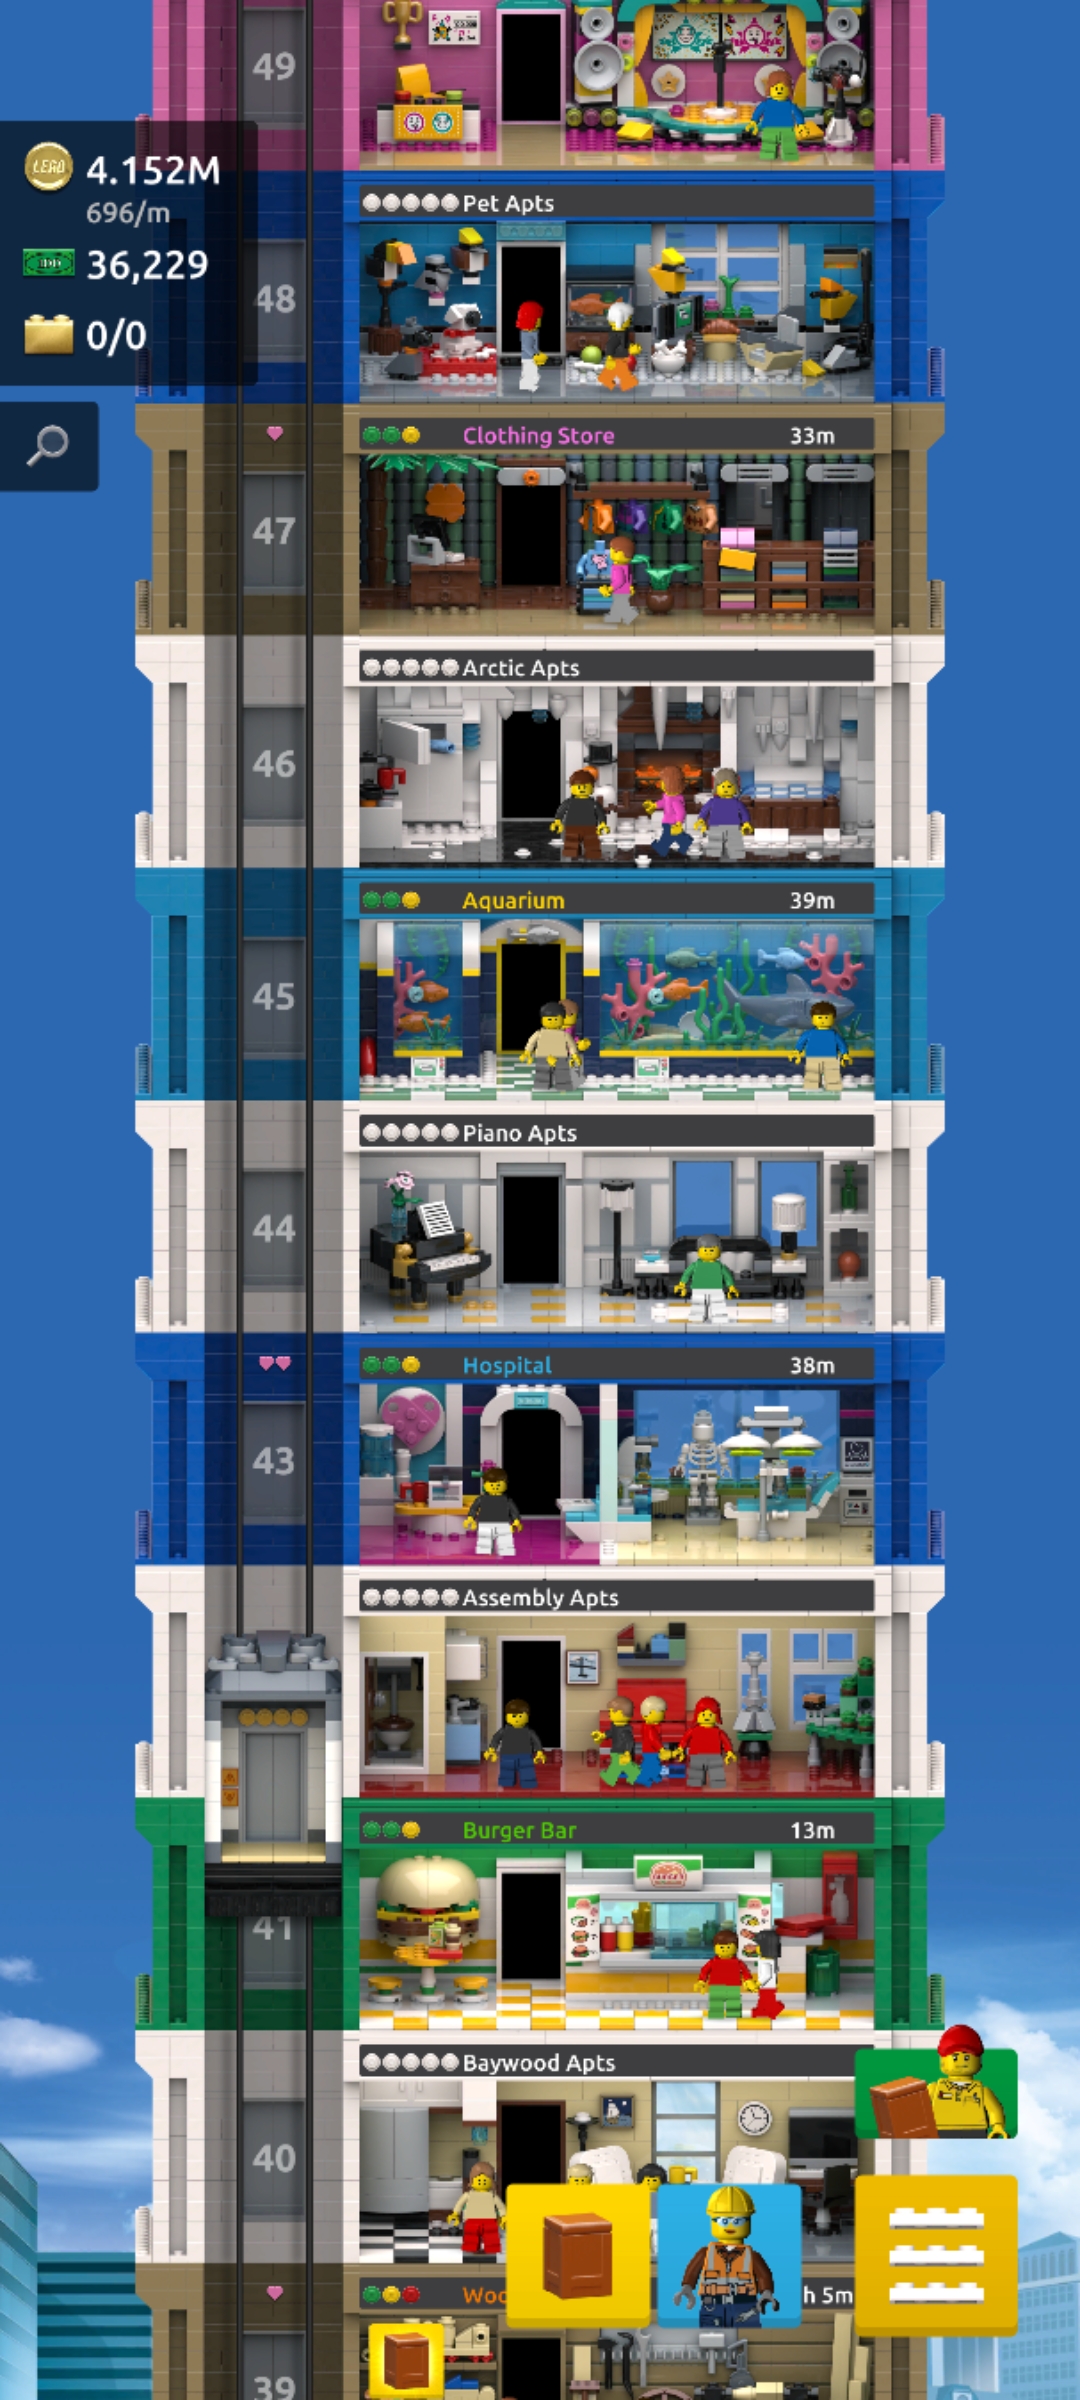 49
LEGO
4.152M
696/m
36,229
0/0
Pet Apts
48
Clothing Store 33m
47
Arctic Apts
46
Aquarium 39m
45
Piano Apts
44
Hospital 38m
43
Assembly Apts
Burger Bar 13m
41
Baywood Apts
40
Woo h 5m
39